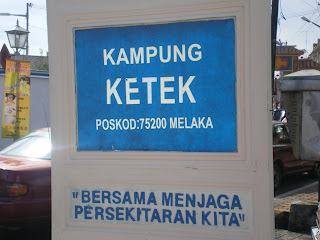 KAMPUNG
KETEK
POSKOD:75200 MELAKA
"BERSAMA MENJAGA
PERSEKITARAN KITA"